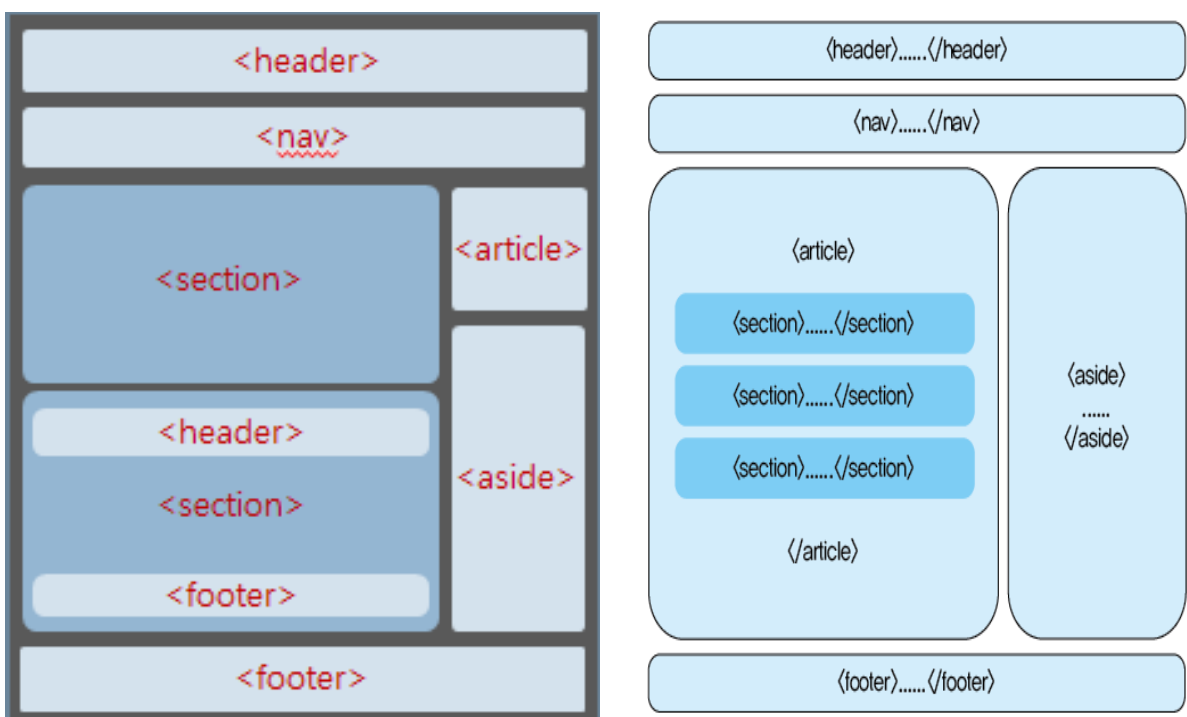 <header>
<nav>
<section>
<article>
<header>
<section>
<aside>
<footer>
<footer>
〈header〉......〈/header〉
〈nav〉......〈/nav〉
〈article〉
〈section〉......〈/section〉
〈section〉......〈/section〉
〈section〉......〈/section〉
〈/article〉
〈aside〉
......
〈/aside〉
〈footer〉......〈/footer〉